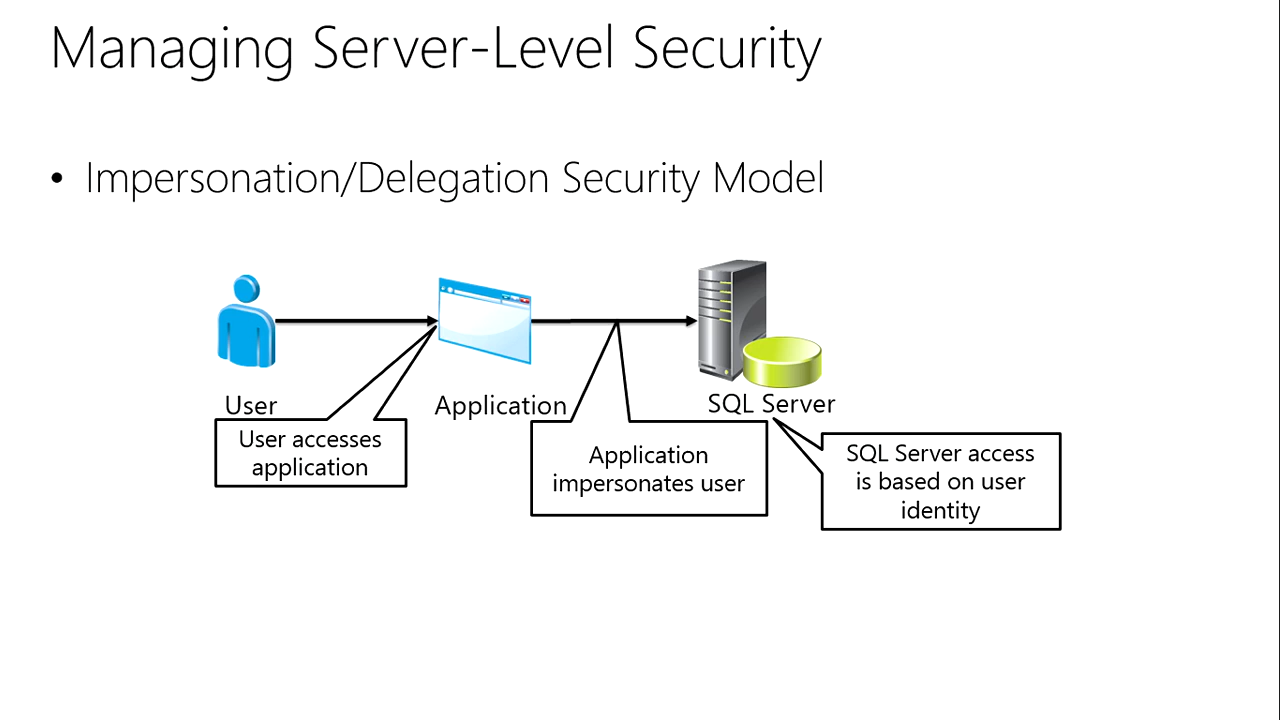 Managing Server-Level Security
• Impersonation/Delegation Security Model
User
Application
SQL Server
User accesses
application
Application
impersonates user
SQL Server access
is based on user
identity